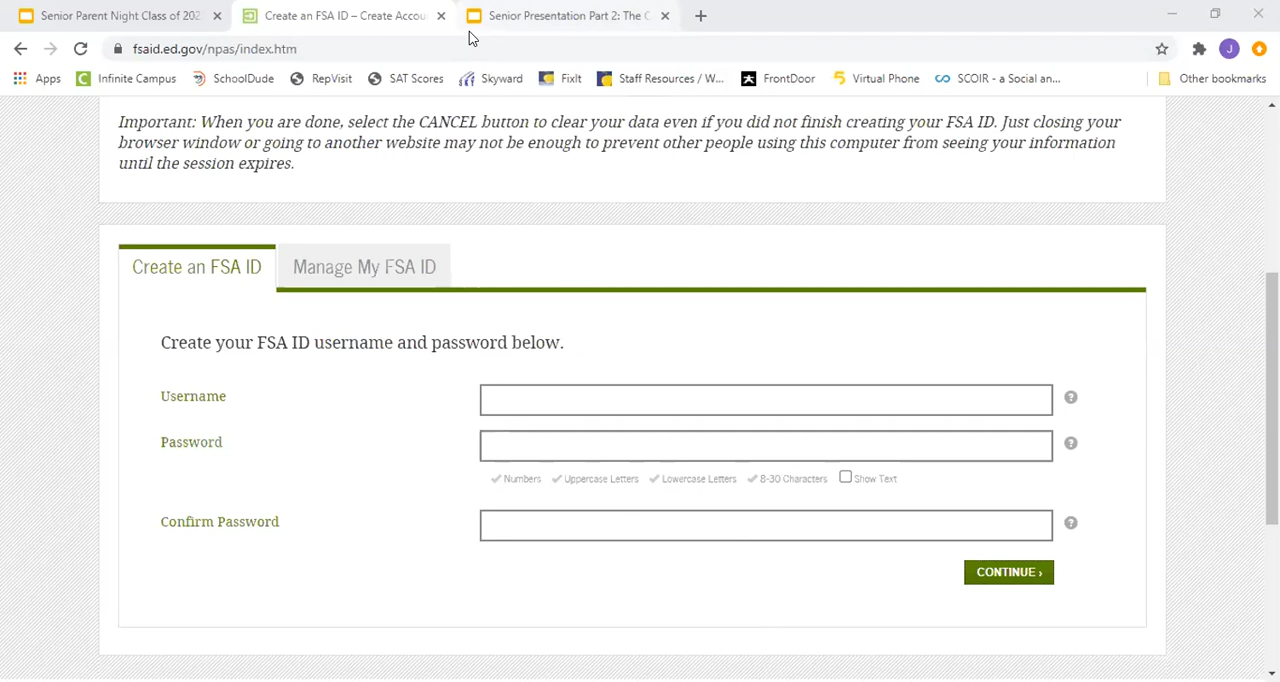 Senior Parent Night Class of 202
Create an FSA ID – Create Accou
Senior Presentation Part 2: The C
fsaid.ed.gov/npas/index.htm
J
Apps Infinite Campus SchoolDude RepVisit SAT Scores Skyward FixIt Staff Resources / W... FrontDoor Virtual Phone SCOIR - a Social an... Other bookmarks
Important: When you are done, select the CANCEL button to clear your data even if you did not finish creating your FSA ID. Just closing your
browser window or going to another website may not be enough to prevent other people using this computer from seeing your information
until the session expires.
Create an FSA ID Manage My FSA ID
Create your FSA ID username and password below.
Username ?
Password ?
Numbers Uppercase Letters Lowercase Letters 8-30 Characters Show Text
Confirm Password ?
CONTINUE ›